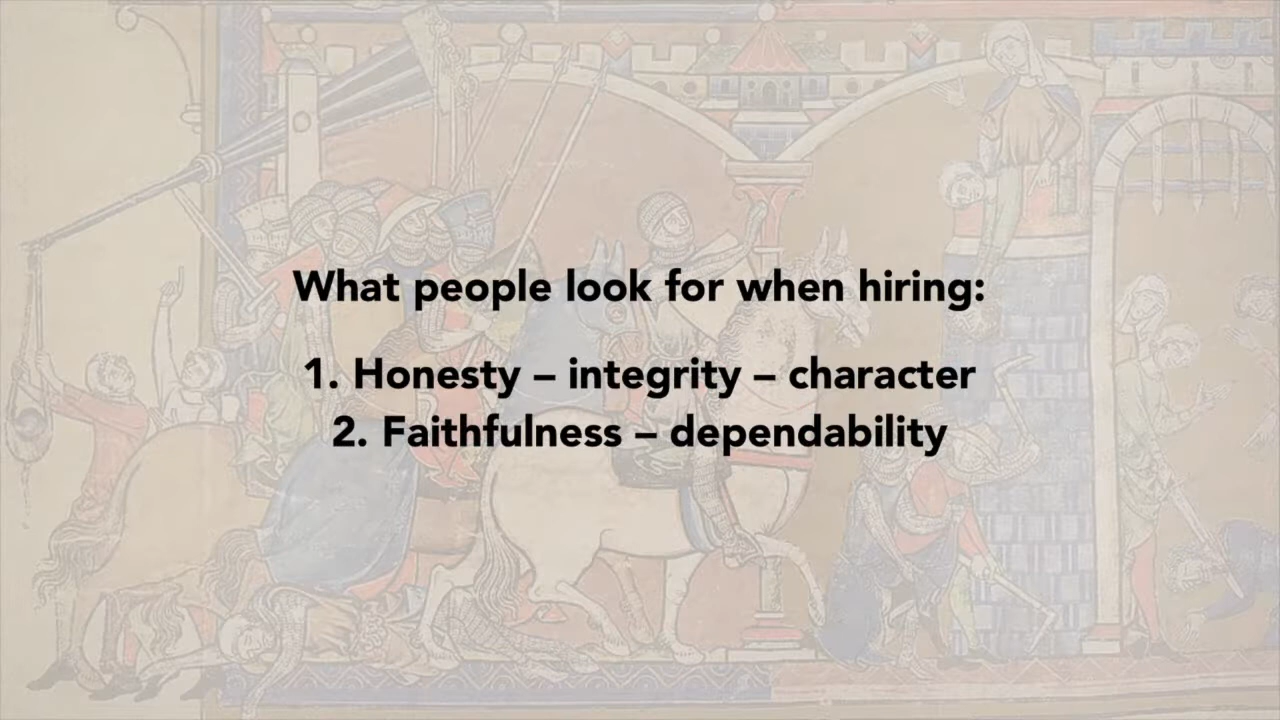 What people look for when hiring:
1. Honesty – integrity – character
2. Faithfulness – dependability